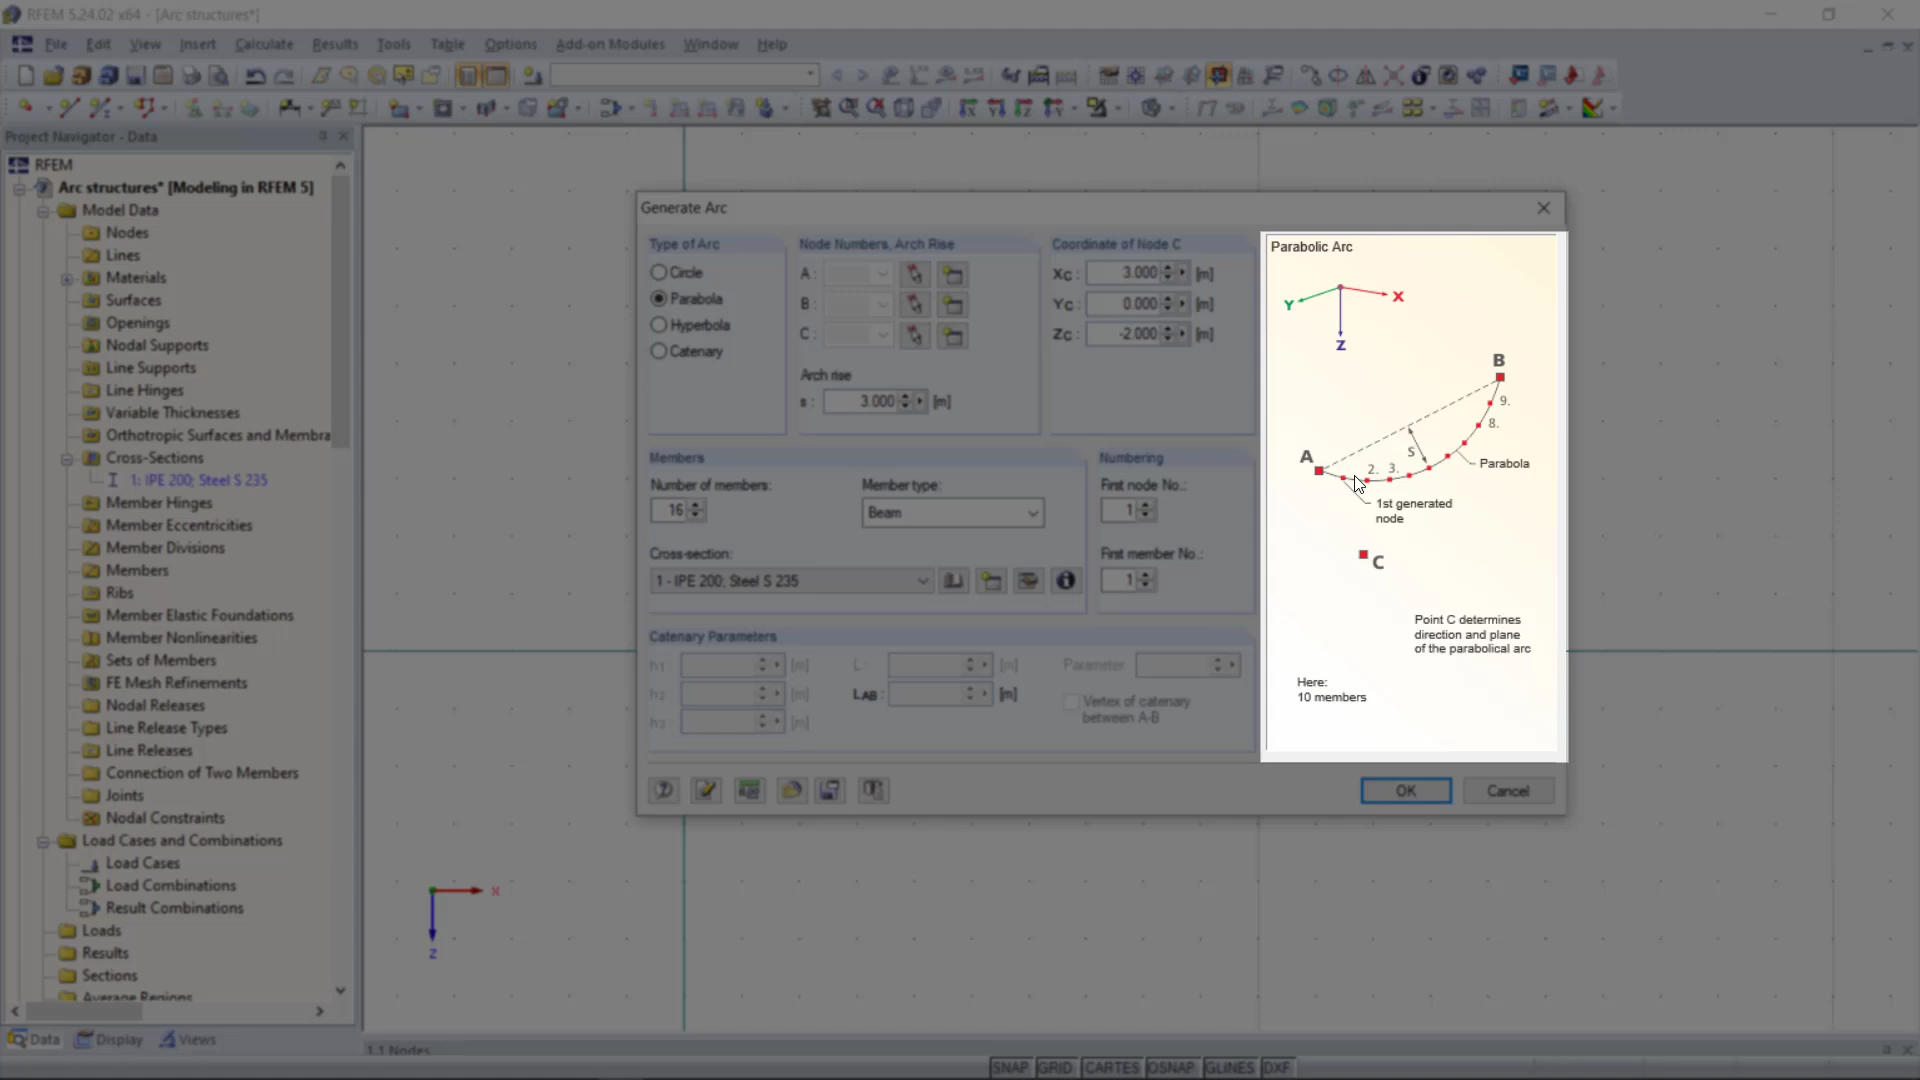 RFEM 5.24.02 x64 - [Arc structures*]
File Edit View Insert Calculate Results Tools Table Options Add-on Modules Window Help
Project Navigator - Data
RFEM
Arc structures* [Modeling in RFEM 5]
Model Data
Nodes
Lines
Materials
Surfaces
Openings
Nodal Supports
Line Supports
Line Hinges
Variable Thicknesses
Orthotropic Surfaces and Membra
Cross-Sections
1: IPE 200; Steel S 235
Member Hinges
Member Eccentricities
Member Divisions
Members
Ribs
Member Elastic Foundations
Member Nonlinearities
Sets of Members
FE Mesh Refinements
Nodal Releases
Line Release Types
Line Releases
Connection of Two Members
Joints
Nodal Constraints
Load Cases and Combinations
Load Cases
Load Combinations
Result Combinations
Loads
Results
Sections
Average Regions
Data Display Views
X
Z
1.1 Nodes
SNAP GRID CARTES OSNAP GLINES DXF
Generate Arc
Type of Arc
Circle
Parabola
Hyperbola
Catenary
Node Numbers, Arch Rise
A :
B :
C :
Arch rise
s : 3.000 [m]
Coordinate of Node C
XC : 3.000 [m]
YC : 0.000 [m]
ZC : -2.000 [m]
Members
Number of members:
16
Member type:
Beam
Cross-section:
1 - IPE 200; Steel S 235
Numbering
First node No.:
1
First member No.:
1
Catenary Parameters
h1 [m] L : [m] Parameter:
h2 [m] LAB : [m] Vertex of catenary
between A-B
h3 [m]
OK Cancel
Parabolic Arc
Y X
Z
B
9.
8.
A
S
2. 3.
Parabola
1st generated
node
C
Point C determines
direction and plane
of the parabolical arc
Here:
10 members